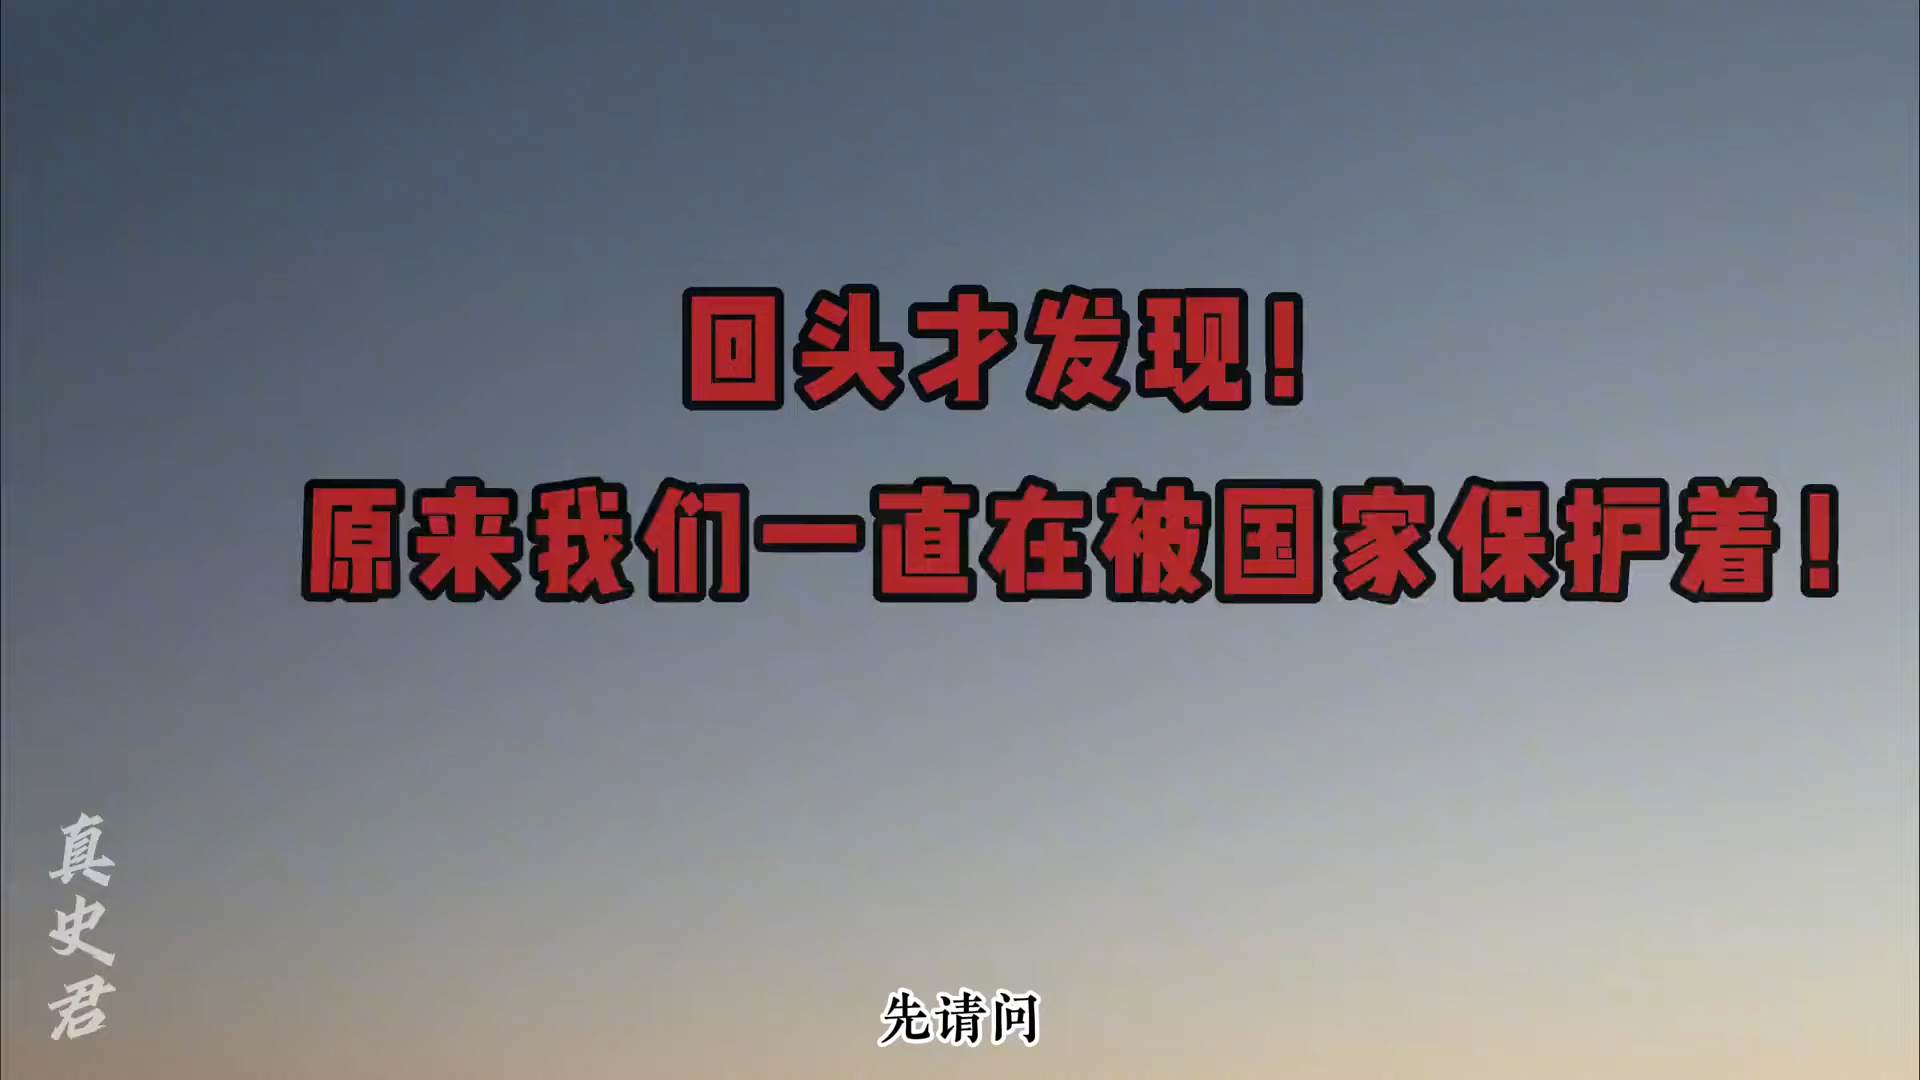 回头才发现！
原来我们一直在被国家保护着！
真史君
先请问